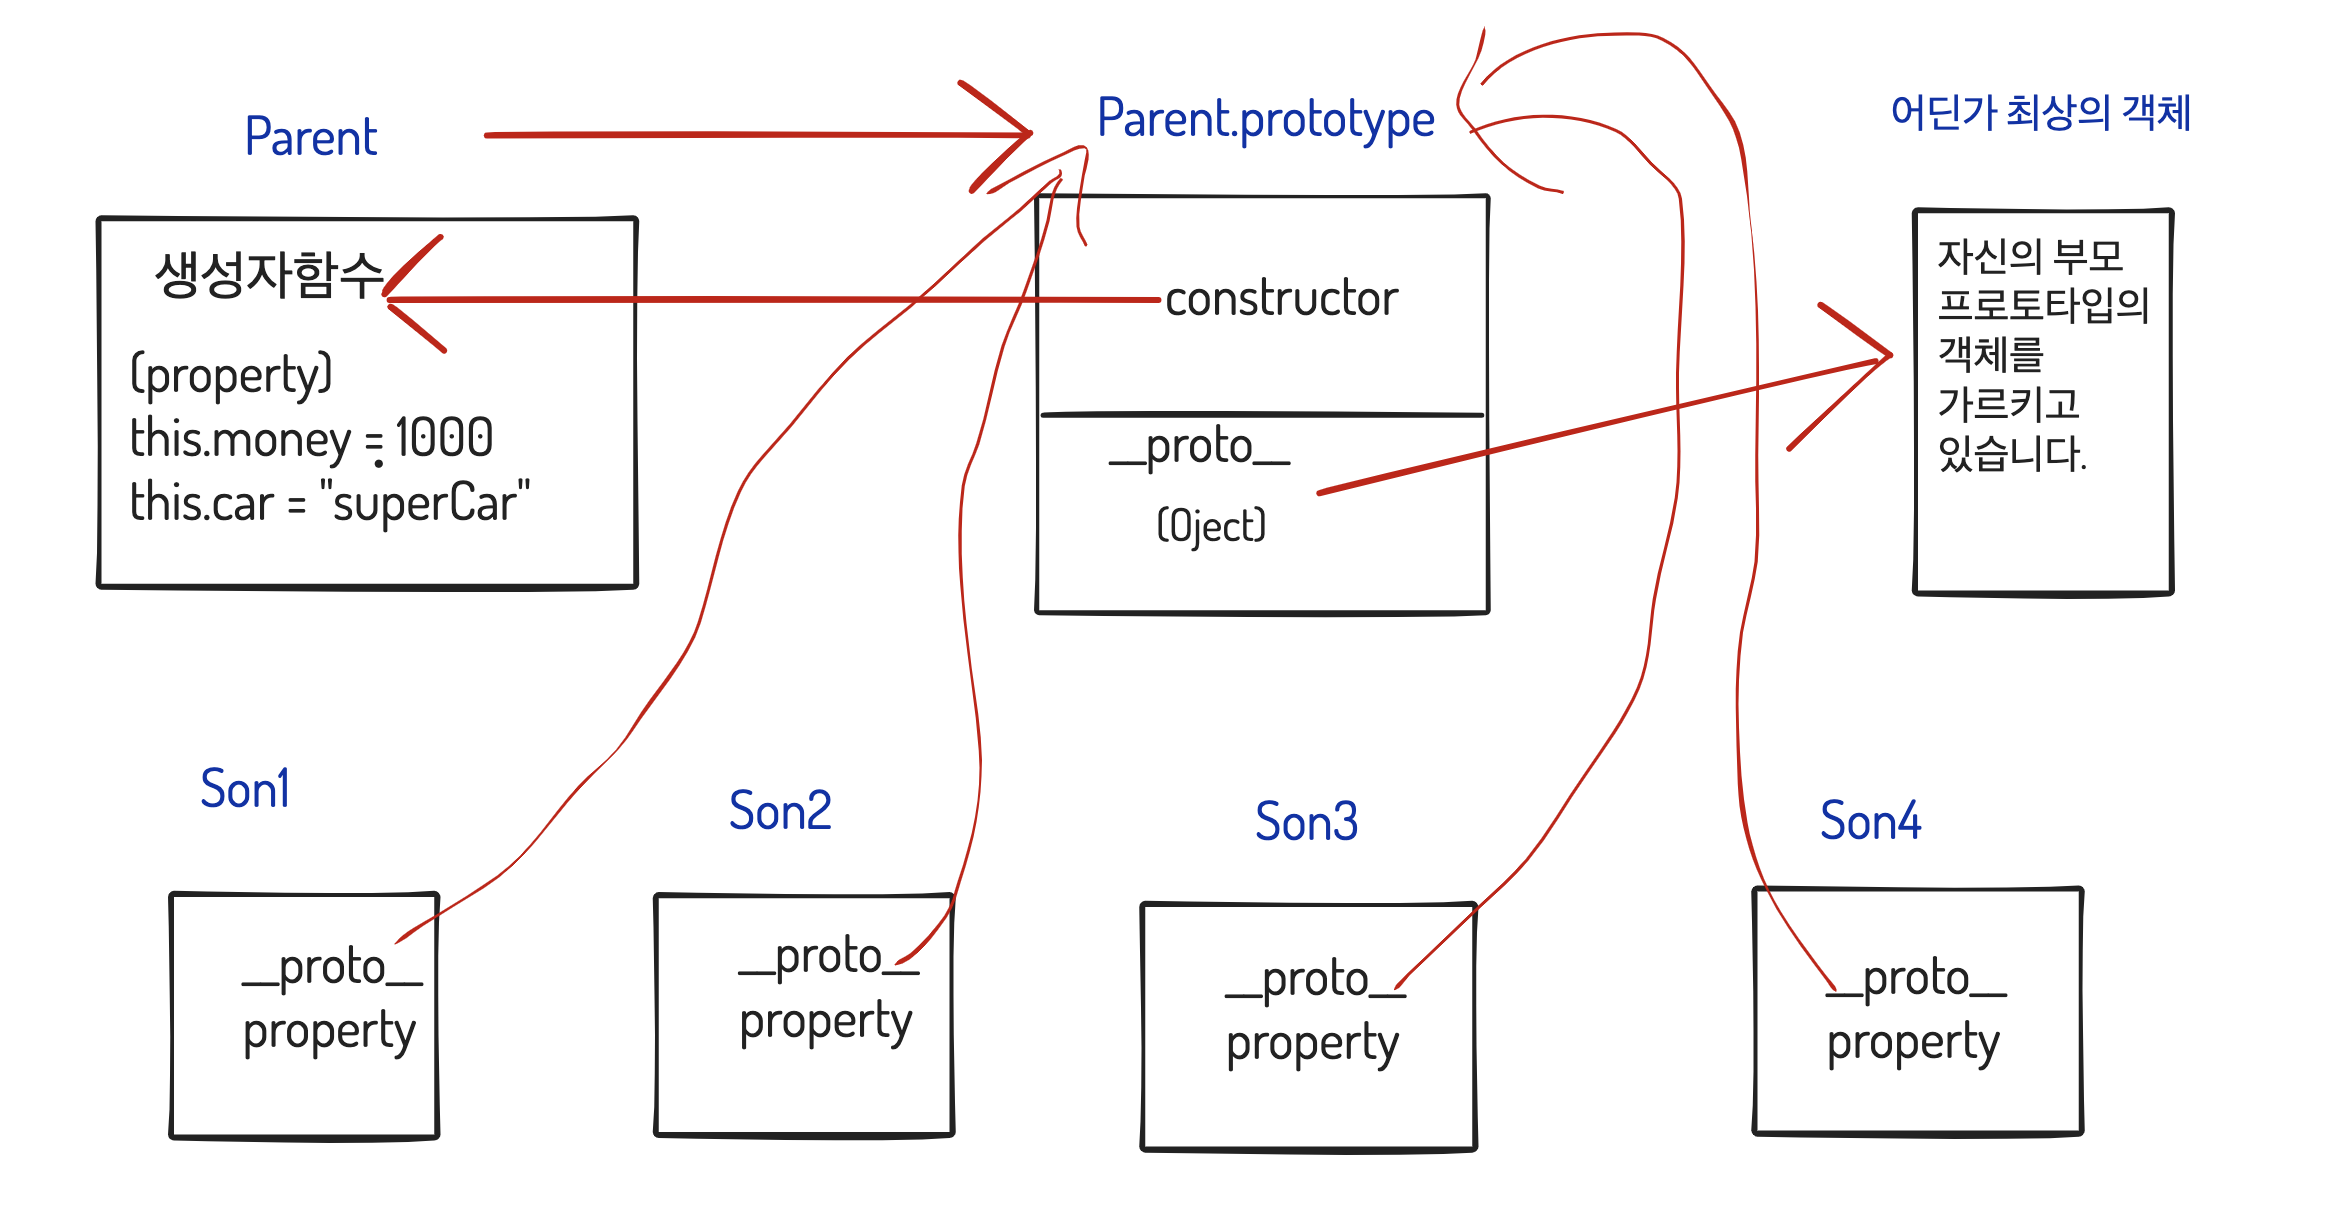 Parent
Parent.prototype
어딘가 최상의 객체
생성자함수
(property)
this.money = 1000
this.car = "superCar"
constructor
__proto__
(Oject)
자신의 부모
프로토타입의
객체를
가르키고
있습니다.
Son1
Son2
Son3
Son4
__proto__
property
__proto__
property
__proto__
property
__proto__
property